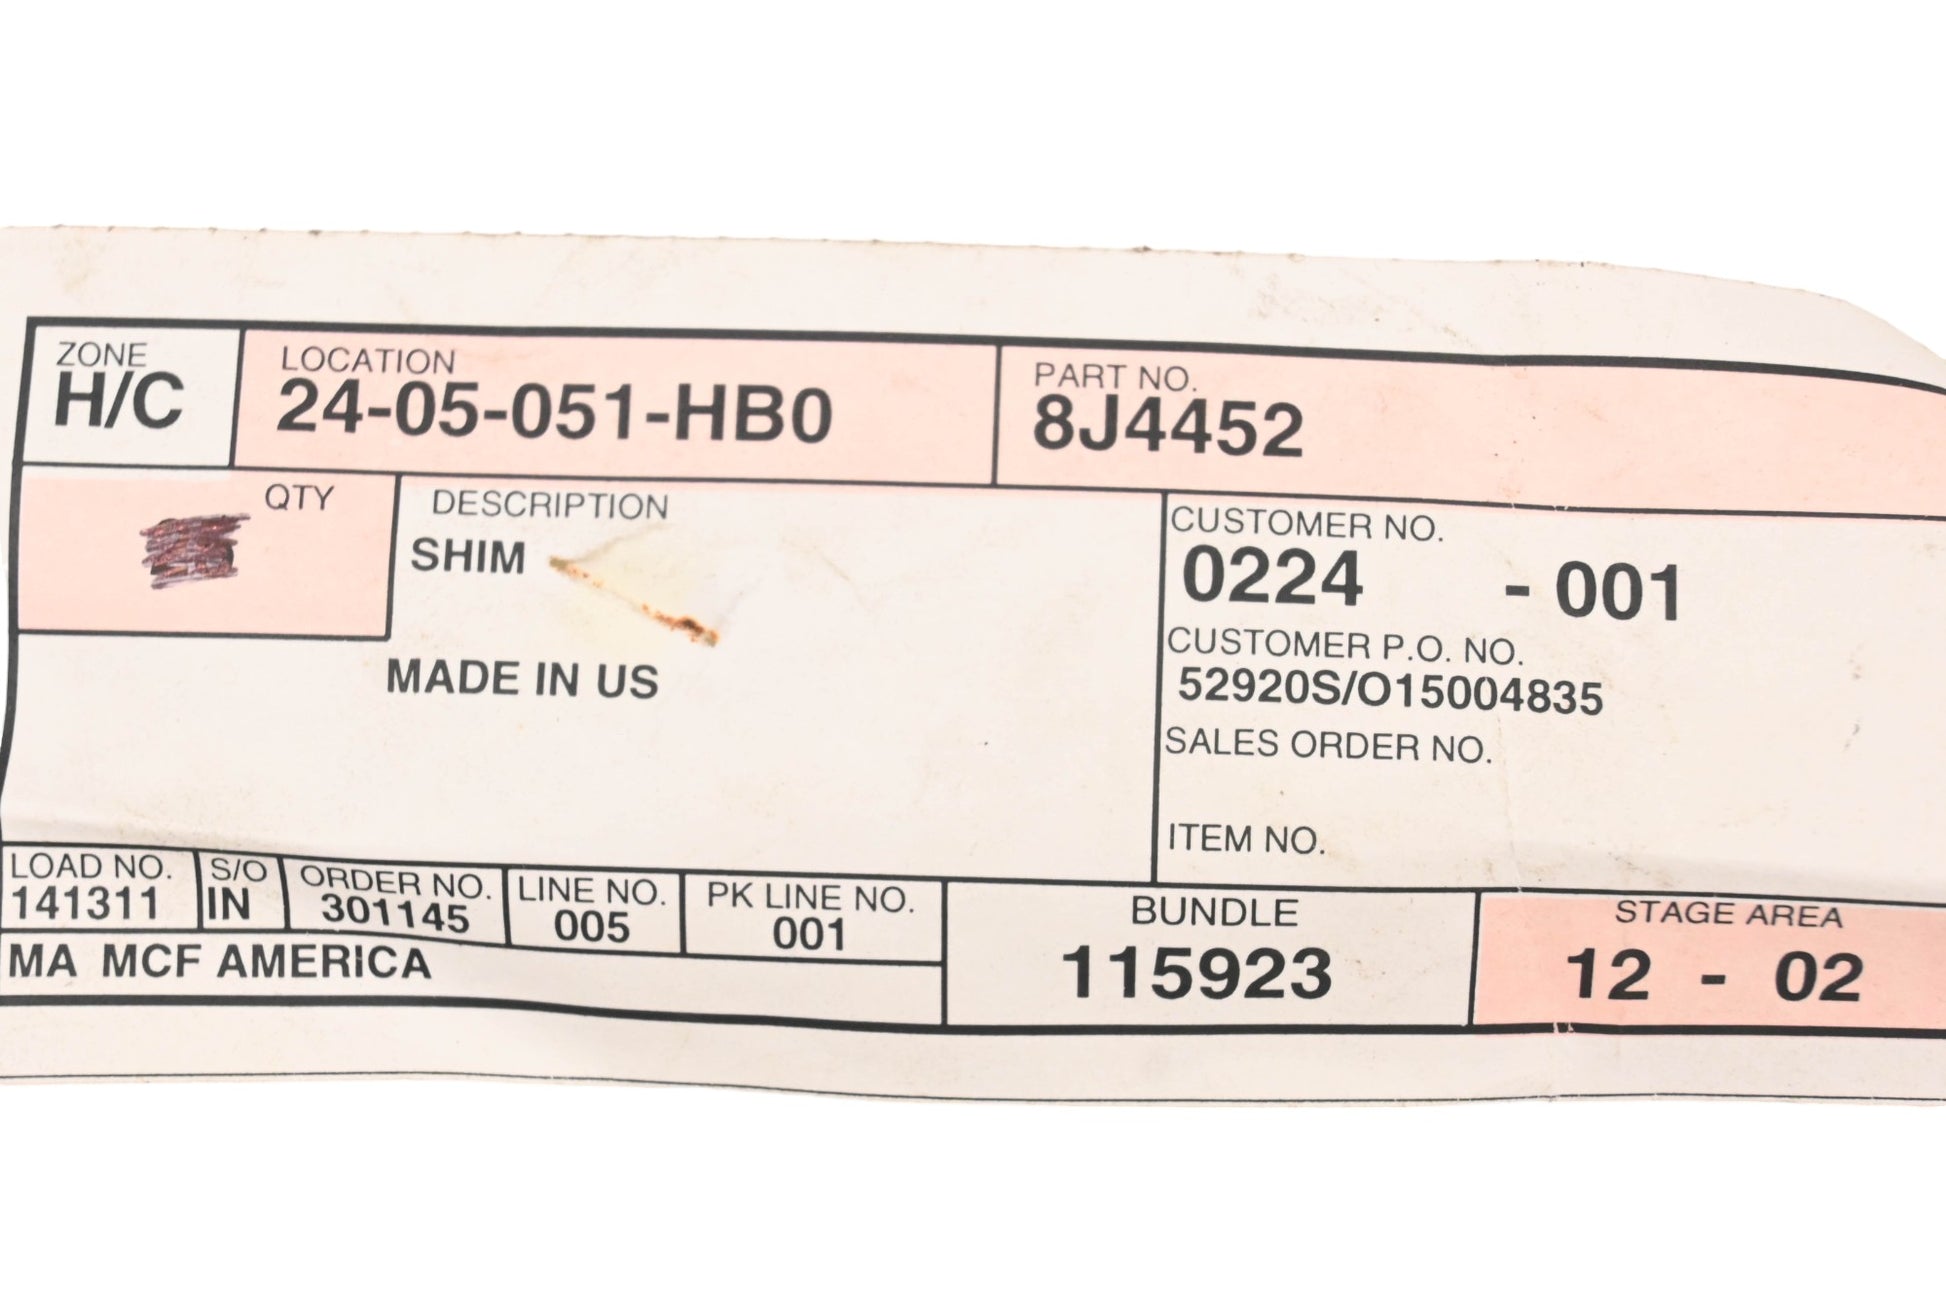 ZONE LOCATION PART NO.
H/C 24-05-051-HB0 8J4452
QTY DESCRIPTION CUSTOMER NO.
SHIM 0224 - 001
CUSTOMER P.O. NO.
MADE IN US 52920S/O15004835
SALES ORDER NO.
ITEM NO.
LOAD NO. S/O ORDER NO. LINE NO. PK LINE NO. BUNDLE STAGE AREA
141311 IN 301145 005 001 115923 12 - 02
MA MCF AMERICA